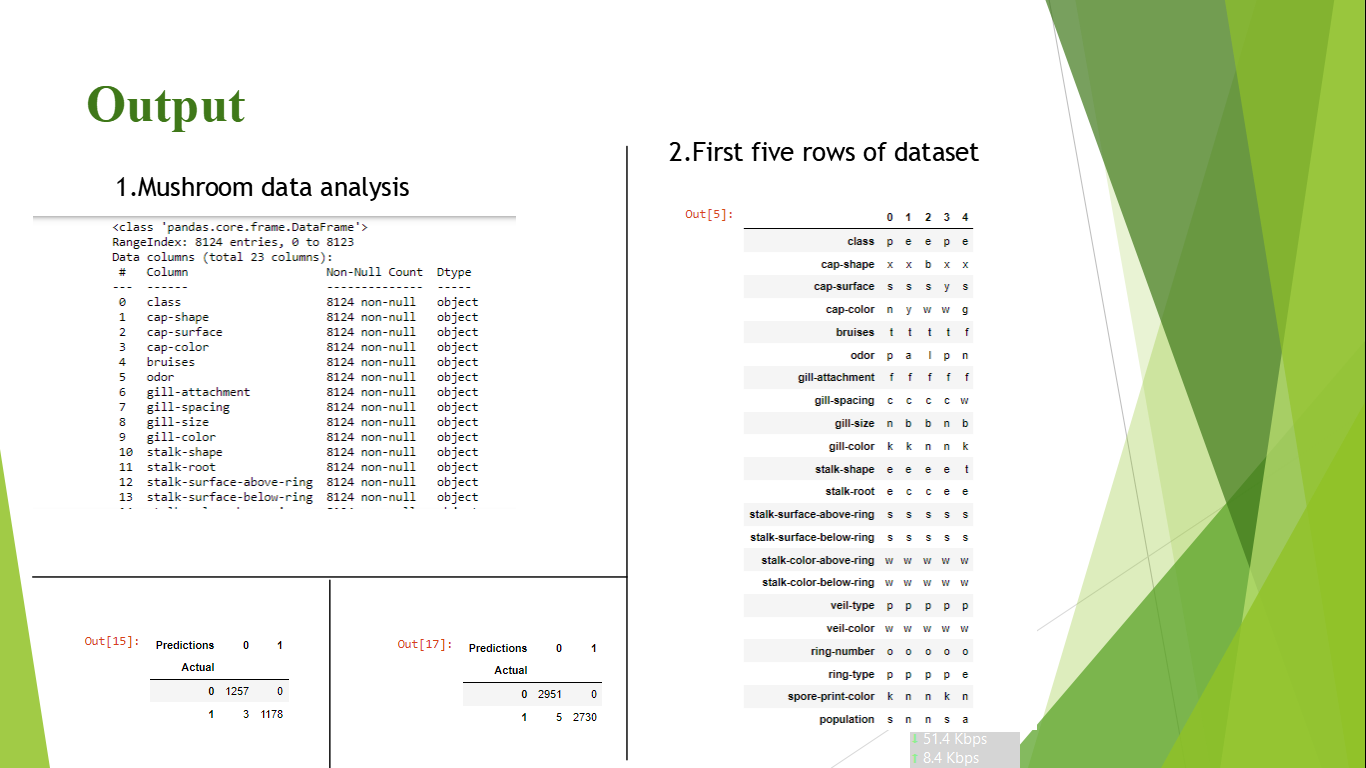 Output
1.Mushroom data analysis
<class 'pandas.core.frame.DataFrame'>
RangeIndex: 8124 entries, 0 to 8123
Data columns (total 23 columns):
# Column Non-Null Count Dtype
--- ------ -------------- -----
0 class 8124 non-null object
1 cap-shape 8124 non-null object
2 cap-surface 8124 non-null object
3 cap-color 8124 non-null object
4 bruises 8124 non-null object
5 odor 8124 non-null object
6 gill-attachment 8124 non-null object
7 gill-spacing 8124 non-null object
8 gill-size 8124 non-null object
9 gill-color 8124 non-null object
10 stalk-shape 8124 non-null object
11 stalk-root 8124 non-null object
12 stalk-surface-above-ring 8124 non-null object
13 stalk-surface-below-ring 8124 non-null object
2.First five rows of dataset
Out[5]:
0 1 2 3 4
class p e e p e
cap-shape x x b x x
cap-surface s s s y s
cap-color n y w w g
bruises t t t t f
odor p a l p n
gill-attachment f f f f f
gill-spacing c c c c w
gill-size n b b n b
gill-color k k n n k
stalk-shape e e e e t
stalk-root e c c e e
stalk-surface-above-ring s s s s s
stalk-surface-below-ring s s s s s
stalk-color-above-ring w w w w w
stalk-color-below-ring w w w w w
veil-type p p p p p
veil-color w w w w w
ring-number o o o o o
ring-type p p p p e
spore-print-color k n n k n
population s n n s a
Out[15]:
Predictions 0 1
Actual
0 1257 0
1 3 1178
Out[17]:
Predictions 0 1
Actual
0 2951 0
1 5 2730
↓ 51.4 Kbps
↑ 8.4 Kbps